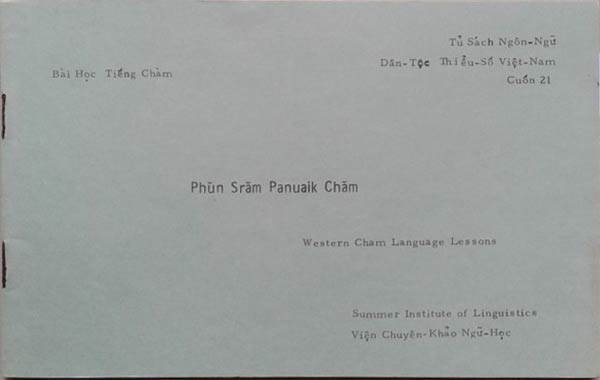 Tủ Sách Ngôn-Ngữ
Dân-Tộc Thiểu-Số Việt-Nam
Cuốn 21
Bài Học Tiếng Chàm
Phùn Srăm Panuaik Chăm
Western Cham Language Lessons
Summer Institute of Linguistics
Viện Chuyên-Khảo Ngữ-Học